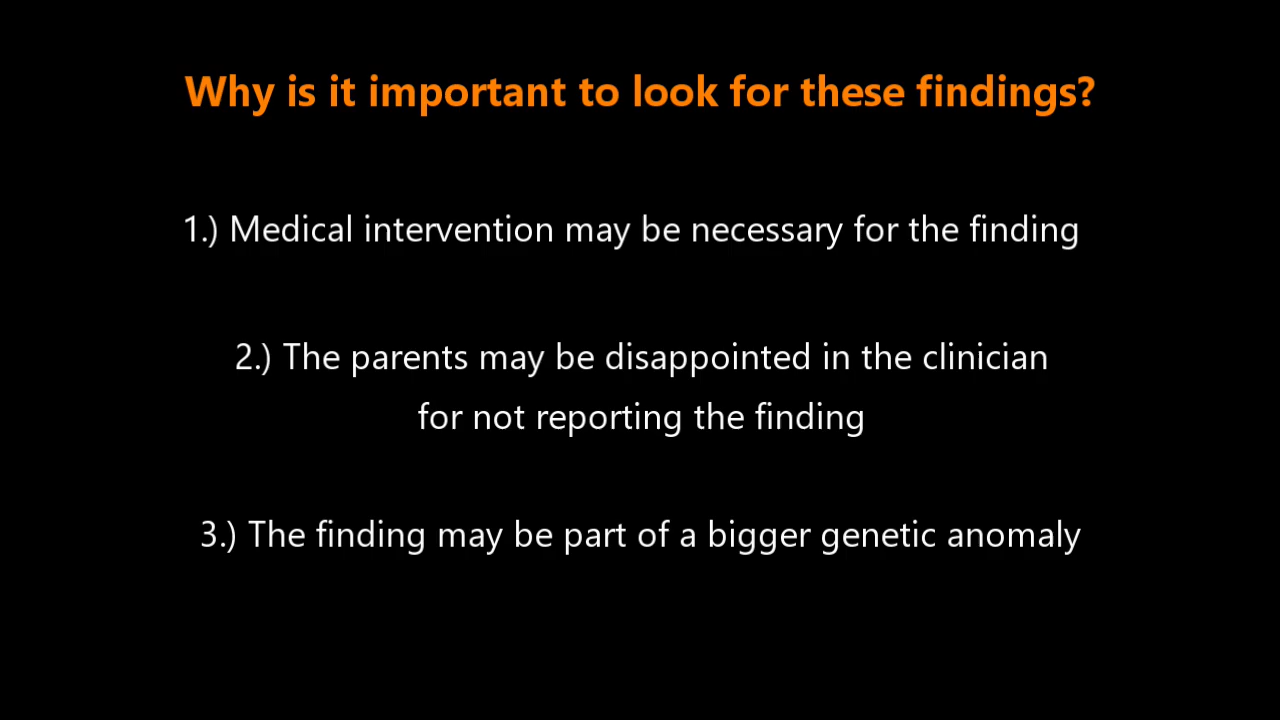 Why is it important to look for these findings?
1.) Medical intervention may be necessary for the finding
2.) The parents may be disappointed in the clinician
for not reporting the finding
3.) The finding may be part of a bigger genetic anomaly